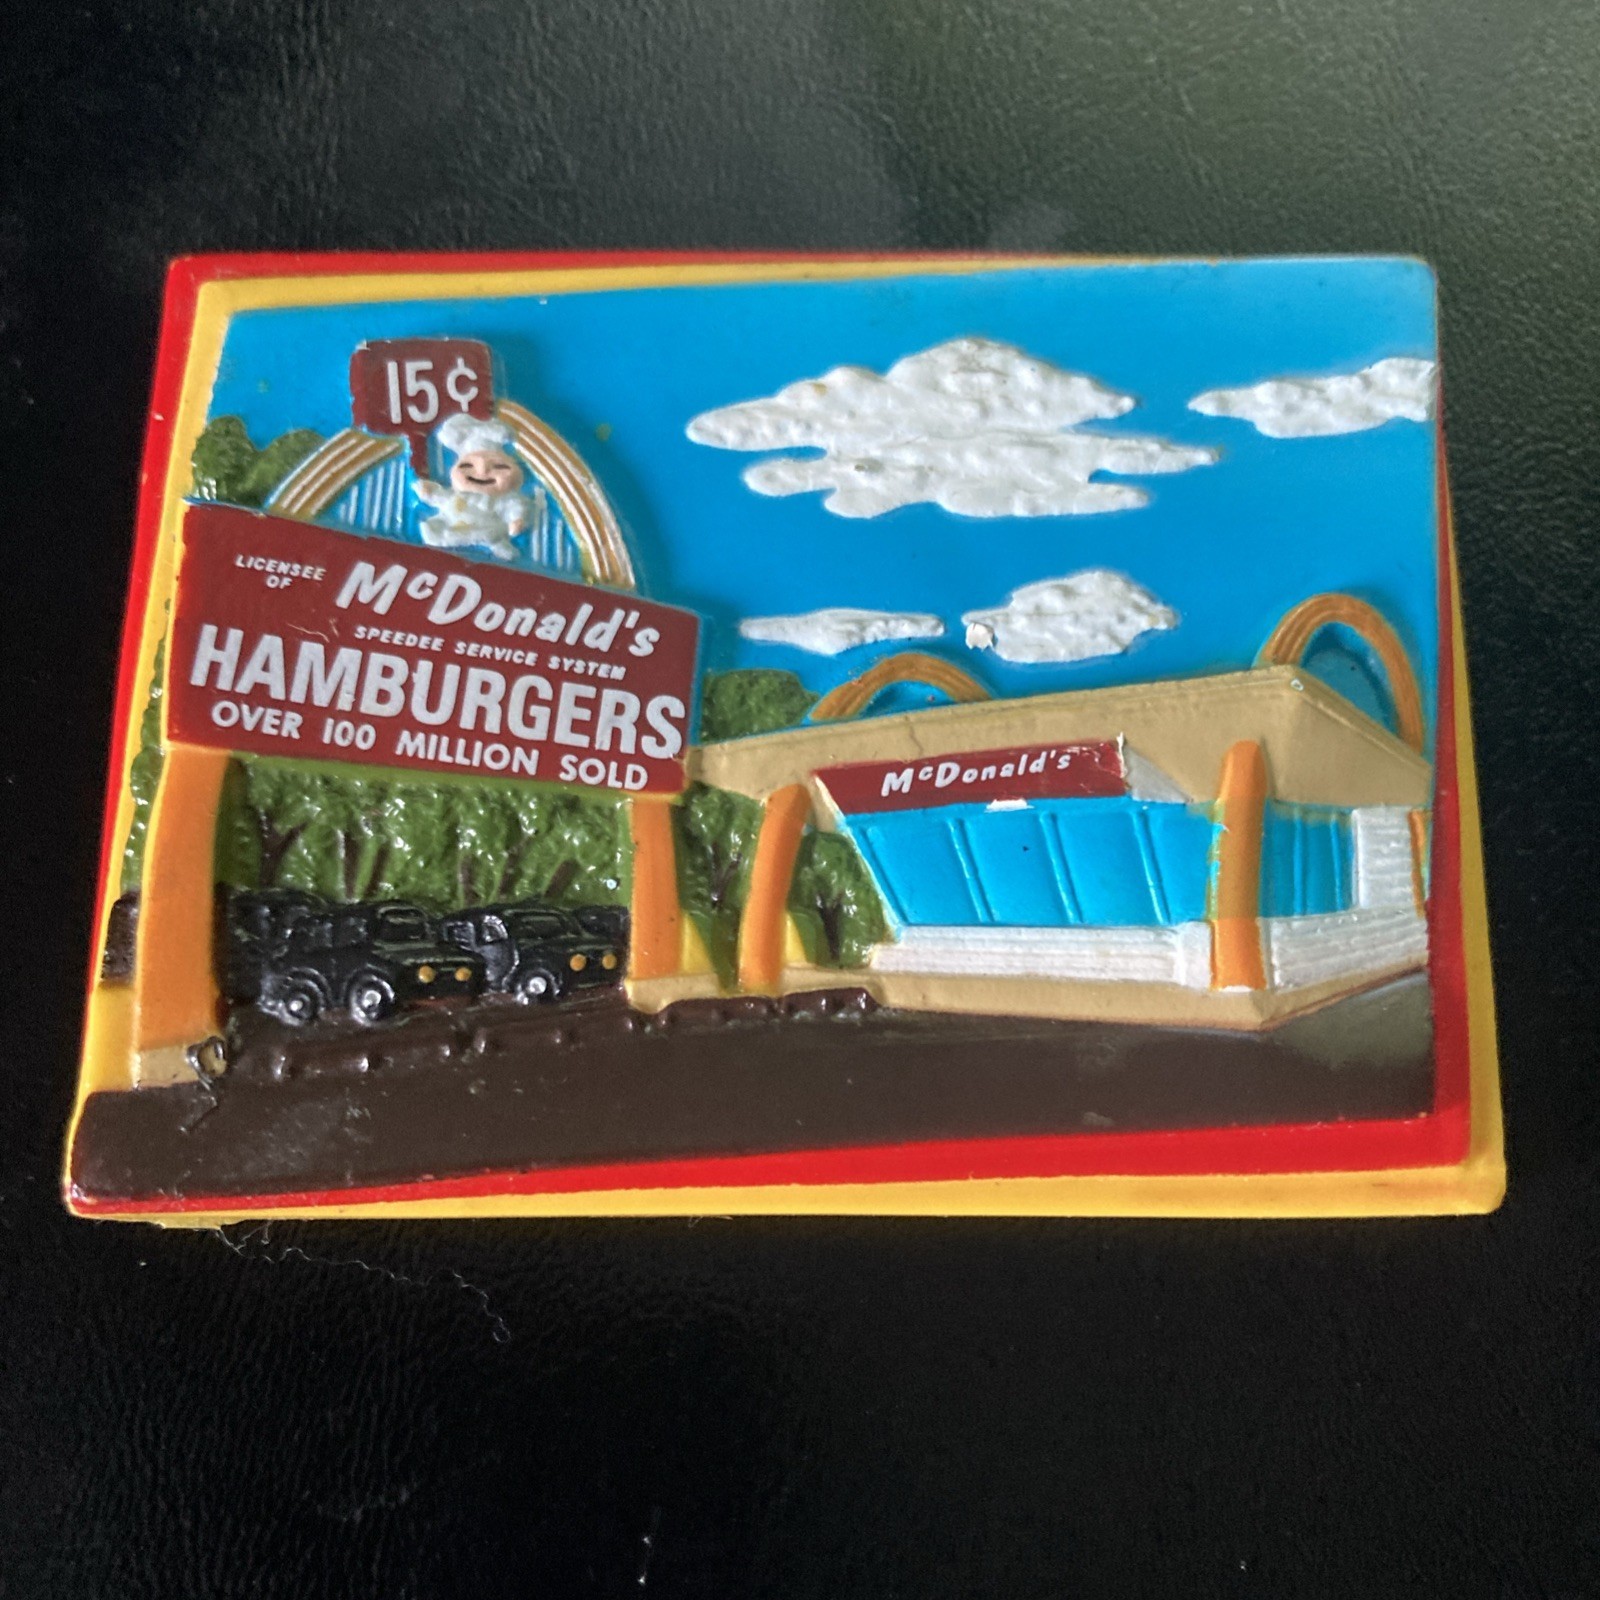 15¢
LICENSEE
OF
McDonald's
SPEEDEE SERVICE SYSTEM
HAMBURGERS
OVER 100 MILLION SOLD
McDonald's